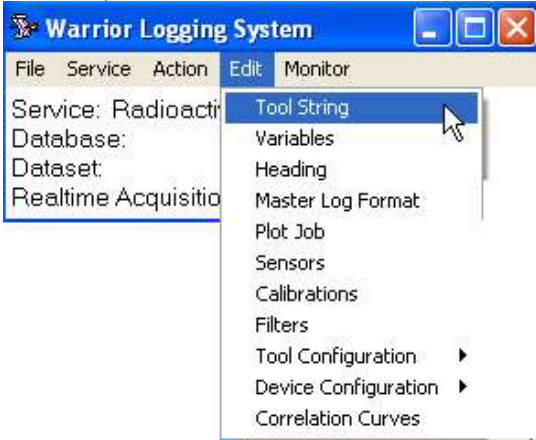 Warrior Logging System
File Service Action Edit Monitor
Service: Radioacti
Database:
Dataset:
Realtime Acquisitio
Tool String
Variables
Heading
Master Log Format
Plot Job
Sensors
Calibrations
Filters
Tool Configuration
Device Configuration
Correlation Curves